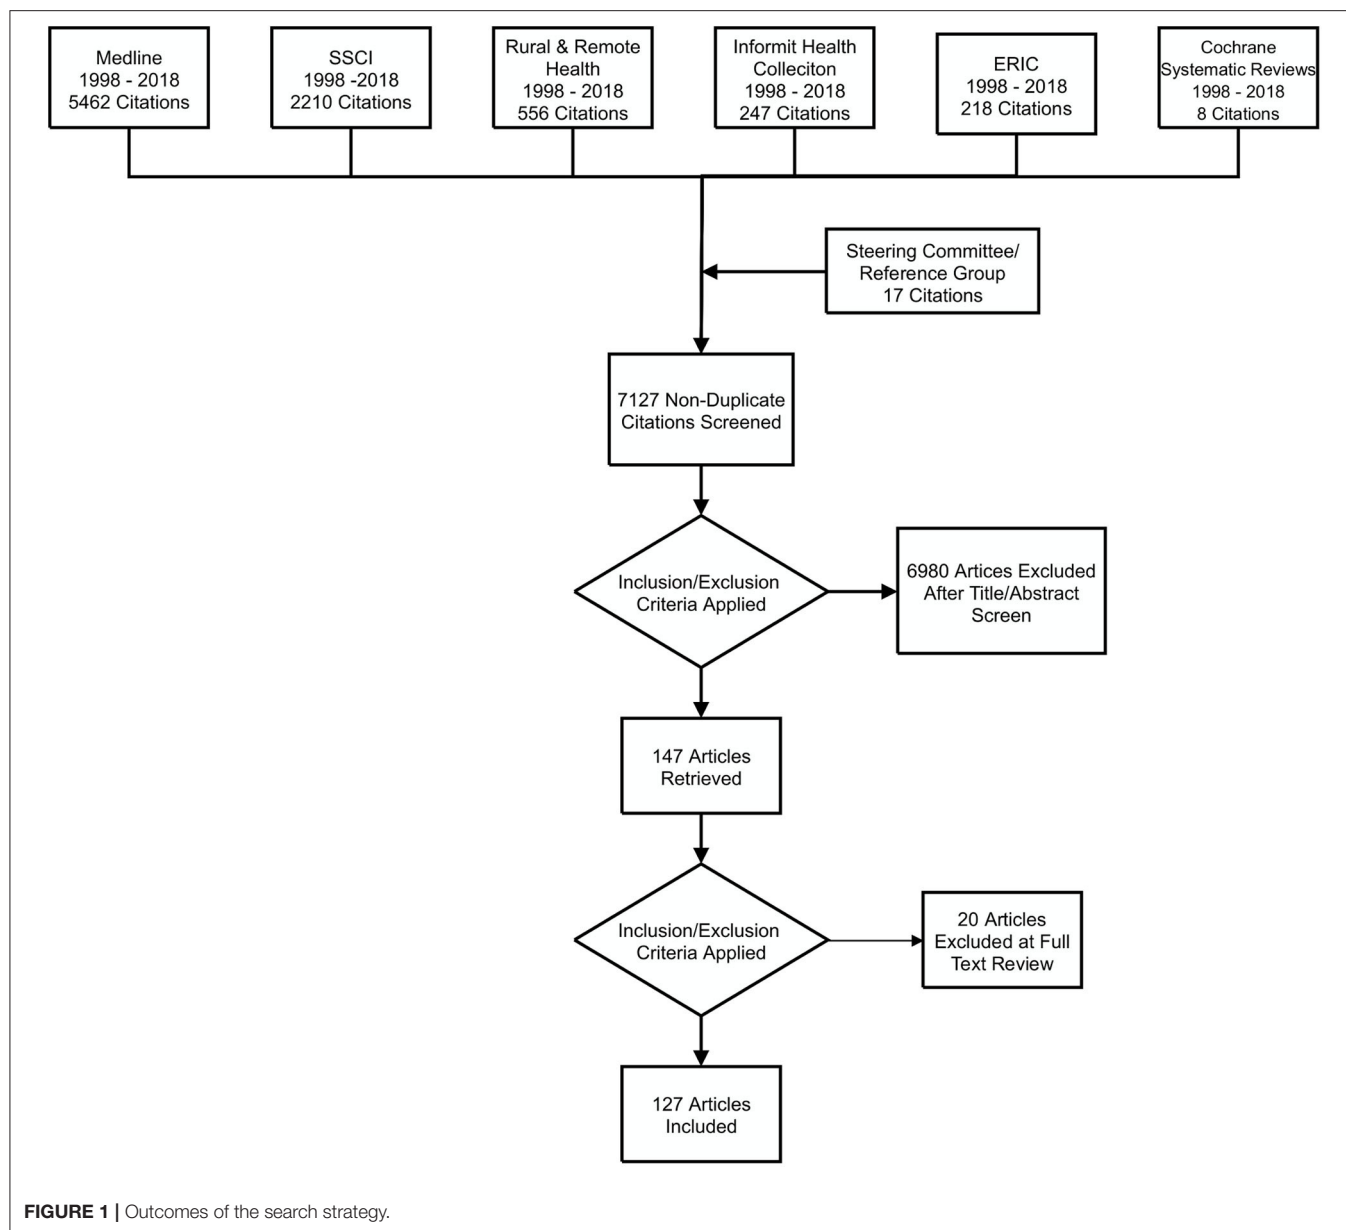 Medline
1998 - 2018
5462 Citations
SSCI
1998 -2018
2210 Citations
Rural & Remote
Health
1998 - 2018
556 Citations
Informit Health
Colleciton
1998 - 2018
247 Citations
ERIC
1998 - 2018
218 Citations
Cochrane
Systematic Reviews
1998 - 2018
8 Citations
Steering Committee/
Reference Group
17 Citations
7127 Non-Duplicate
Citations Screened
Inclusion/Exclusion
Criteria Applied
6980 Artices Excluded
After Title/Abstract
Screen
147 Articles
Retrieved
Inclusion/Exclusion
Criteria Applied
20 Articles
Excluded at Full
Text Review
127 Articles
Included
FIGURE 1 | Outcomes of the search strategy.